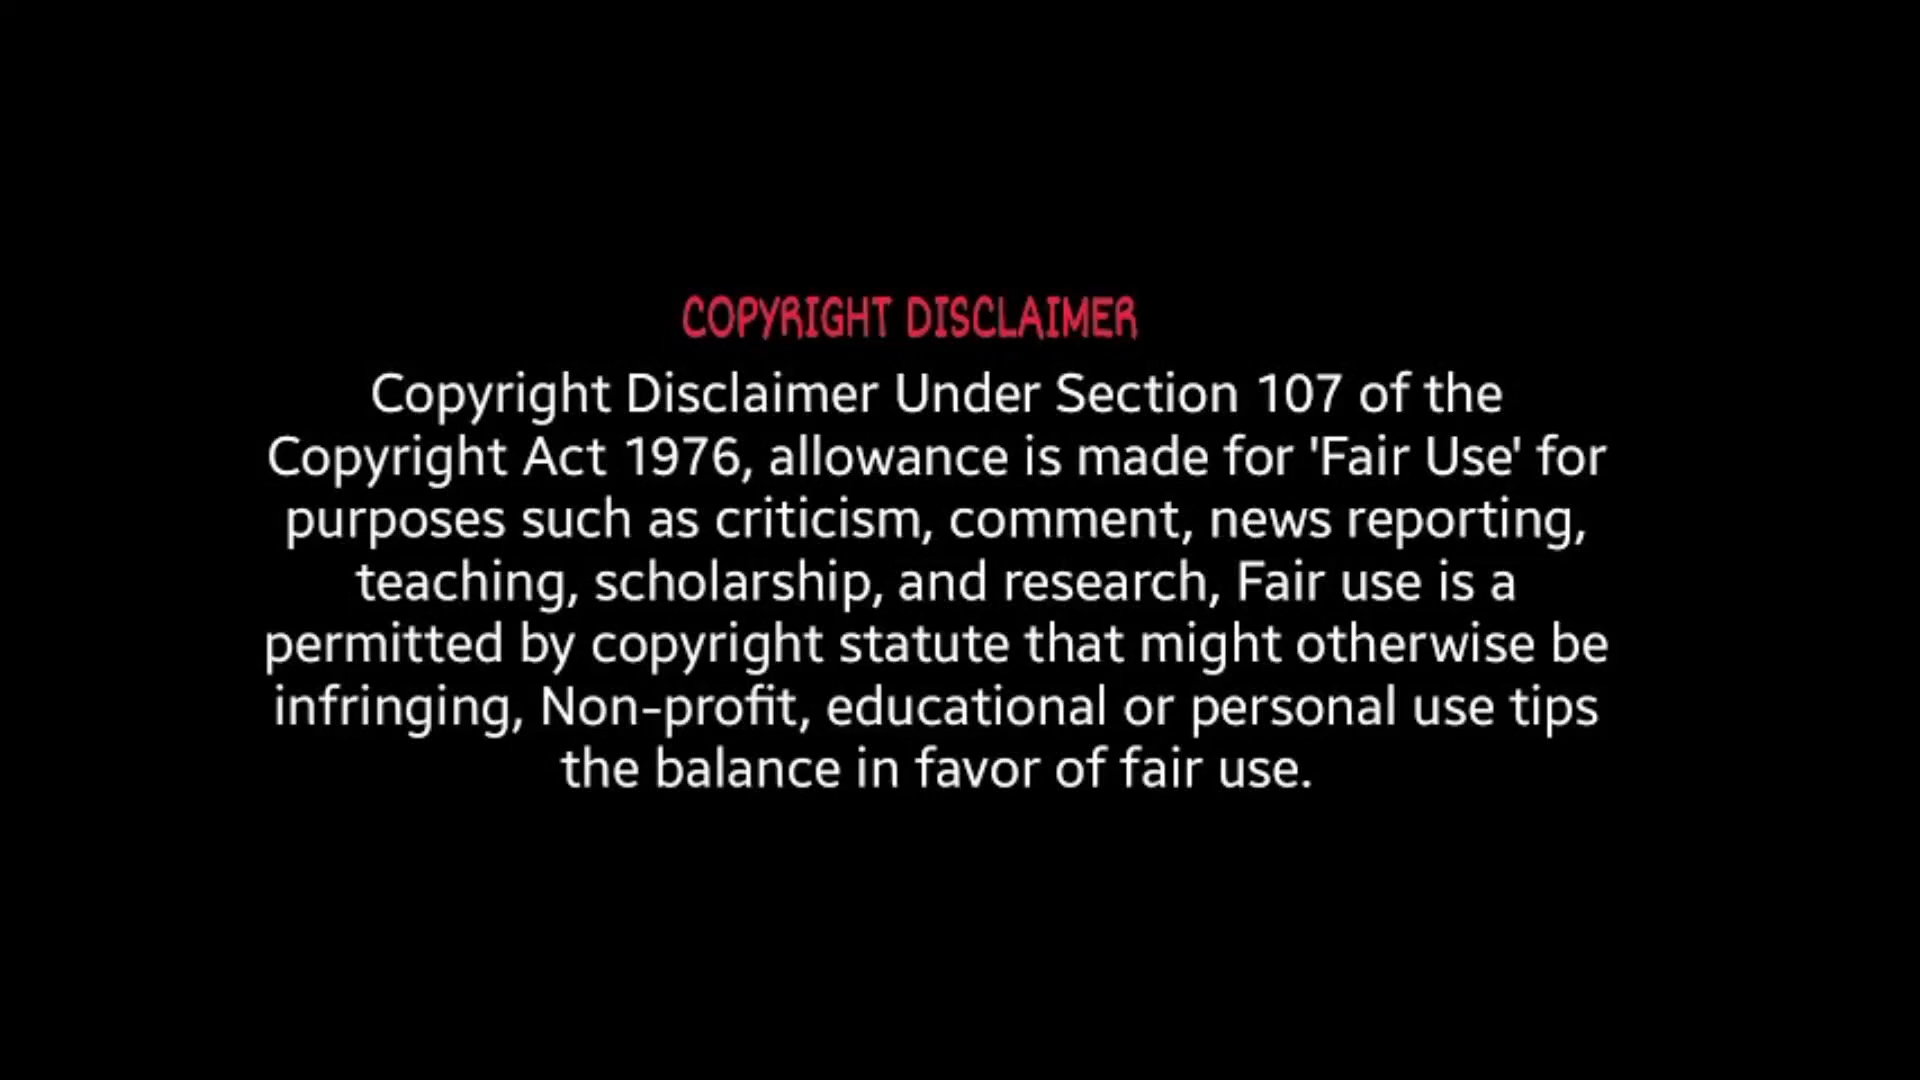 COPYRIGHT DISCLAIMER
Copyright Disclaimer Under Section 107 of the
Copyright Act 1976, allowance is made for 'Fair Use' for
purposes such as criticism, comment, news reporting,
teaching, scholarship, and research, Fair use is a
permitted by copyright statute that might otherwise be
infringing, Non-profit, educational or personal use tips
the balance in favor of fair use.